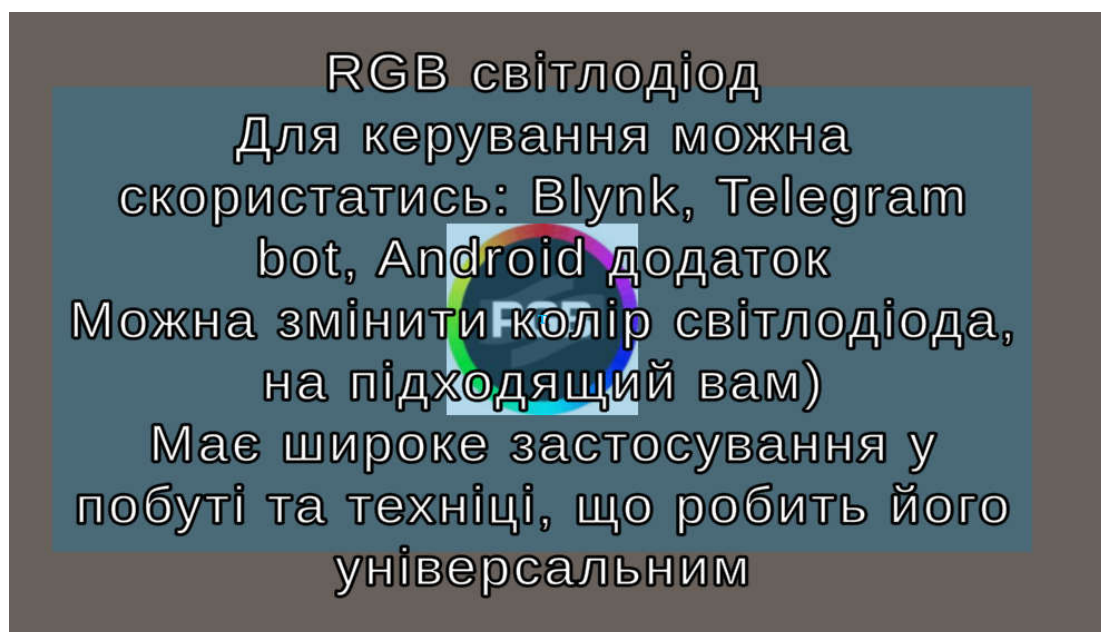 RGB світлодіод
Для керування можна
скористатись: Blynk, Telegram
bot, Android додаток
Можна змінити колір світлодіода,
на підходящий вам)
Має широке застосування у
побуті та техніці, що робить його
універсальним
RGB